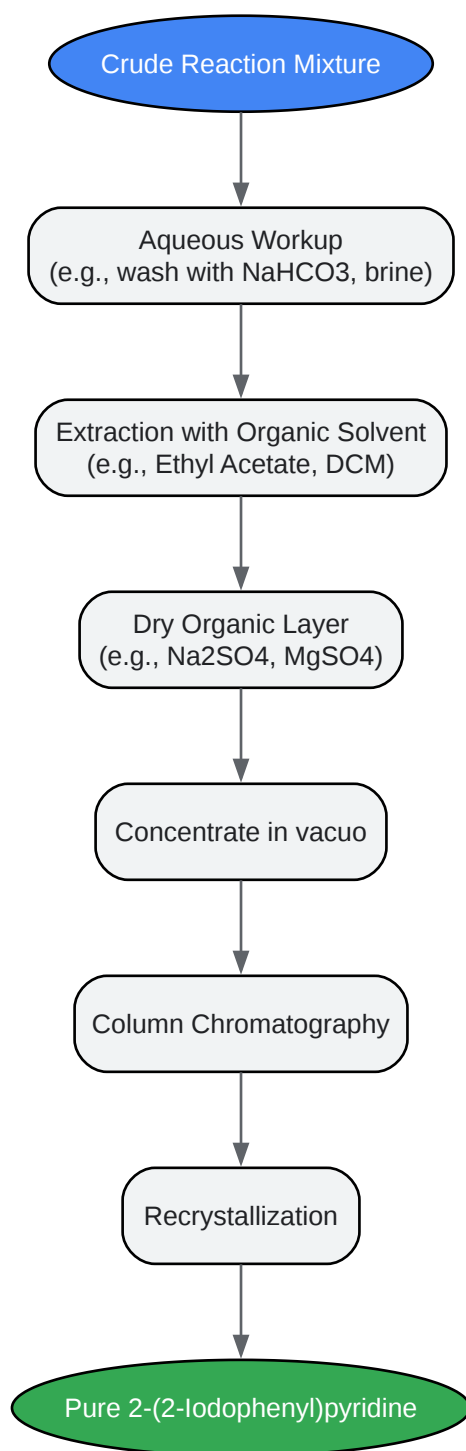 Crude Reaction Mixture
Aqueous Workup
(e.g., wash with NaHCO3, brine)
Extraction with Organic Solvent
(e.g., Ethyl Acetate, DCM)
Dry Organic Layer
(e.g., Na2SO4, MgSO4)
Concentrate in vacuo
Column Chromatography
Recrystallization
Pure 2-(2-Iodophenyl)pyridine